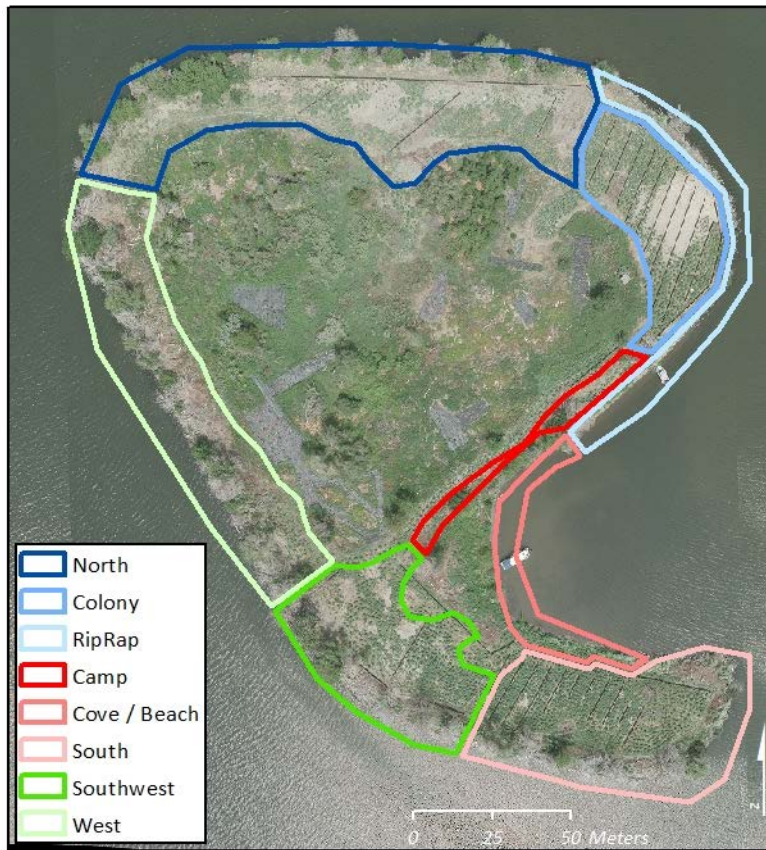 North
Colony
RipRap
Camp
Cove / Beach
South
Southwest
West
0 25 50 Meters
z